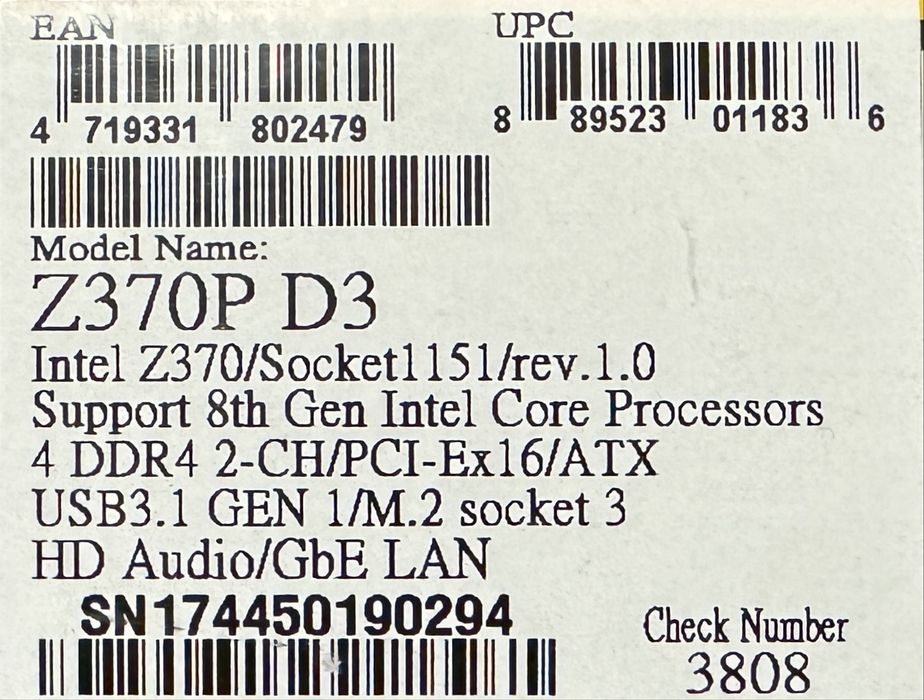 EAN
UPC
4 719331 802479
8 89523 01183 6
Model Name:
Z370P D3
Intel Z370/Socket1151/rev.1.0
Support 8th Gen Intel Core Processors
4 DDR4 2-CH/PCI-Ex16/ATX
USB3.1 GEN 1/M.2 socket 3
HD Audio/GbE LAN
SN174450190294
Check Number
3808